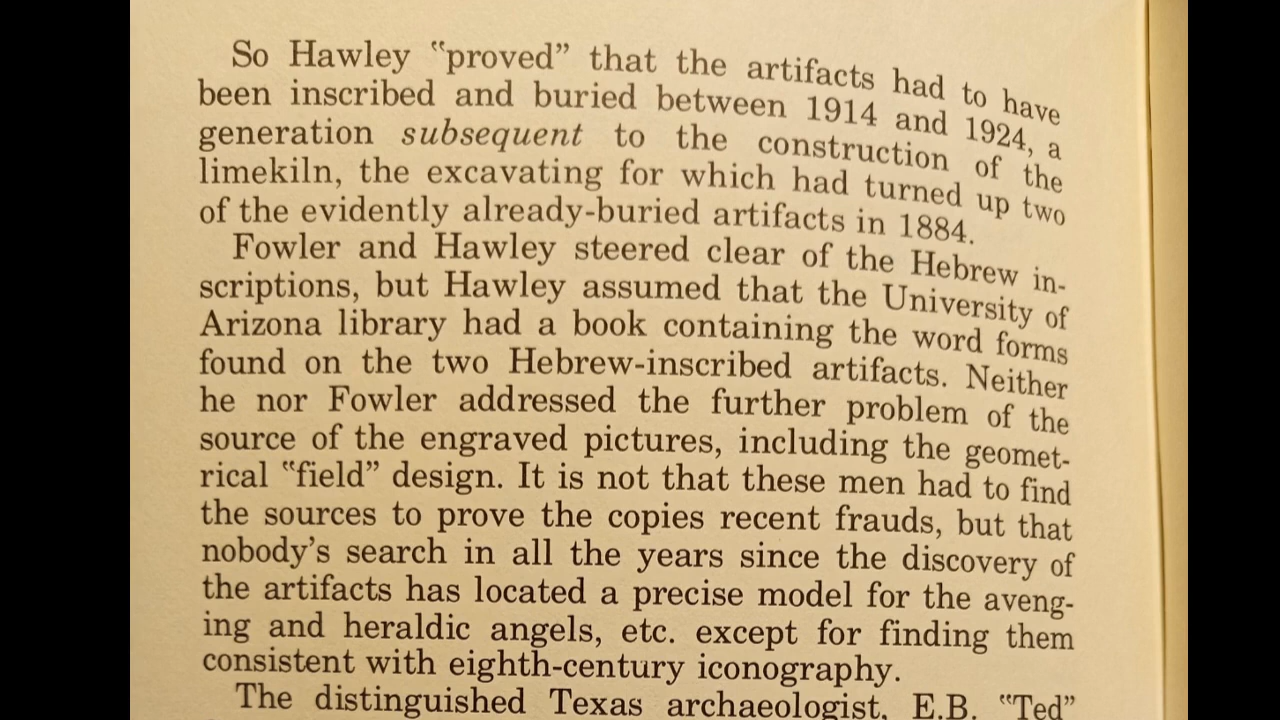 So Hawley “proved” that the artifacts had to have
been inscribed and buried between 1914 and 1924, a
generation subsequent to the construction of the
limekiln, the excavating for which had turned up two
of the evidently already-buried artifacts in 1884.
Fowler and Hawley steered clear of the Hebrew in-
scriptions, but Hawley assumed that the University of
Arizona library had a book containing the word forms
found on the two Hebrew-inscribed artifacts. Neither
he nor Fowler addressed the further problem of the
source of the engraved pictures, including the geomet-
rical “field” design. It is not that these men had to find
the sources to prove the copies recent frauds, but that
nobody’s search in all the years since the discovery of
the artifacts has located a precise model for the aveng-
ing and heraldic angels, etc. except for finding them
consistent with eighth-century iconography.
The distinguished Texas archaeologist, E.B. “Ted”